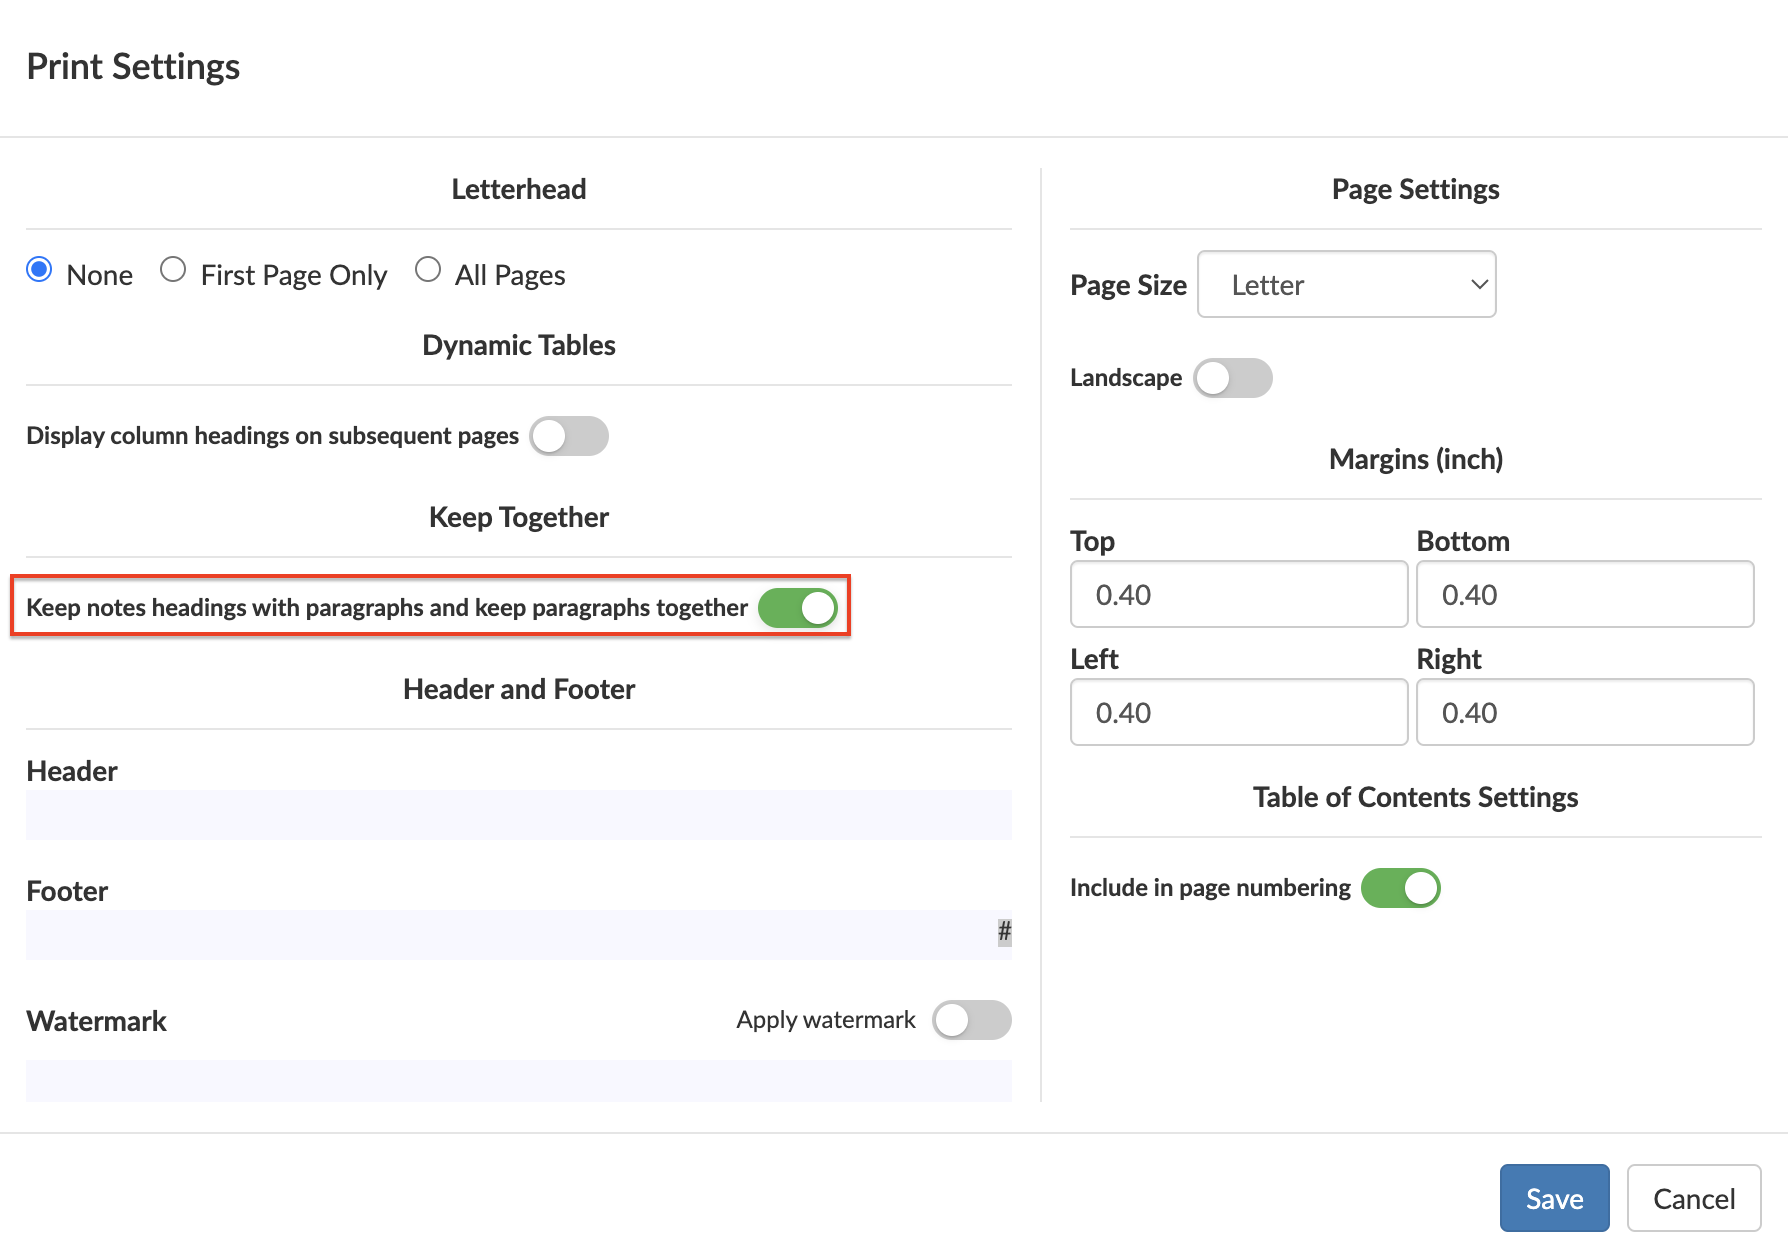 Print Settings
Letterhead
None
First Page Only
All Pages
Dynamic Tables
Display column headings on subsequent pages
Keep Together
Keep notes headings with paragraphs and keep paragraphs together
Header and Footer
Header
Footer
#
Watermark
Apply watermark
Page Settings
Page Size
Letter
Landscape
Margins (inch)
Top
Bottom
0.40
0.40
Left
Right
0.40
0.40
Table of Contents Settings
Include in page numbering
Save
Cancel